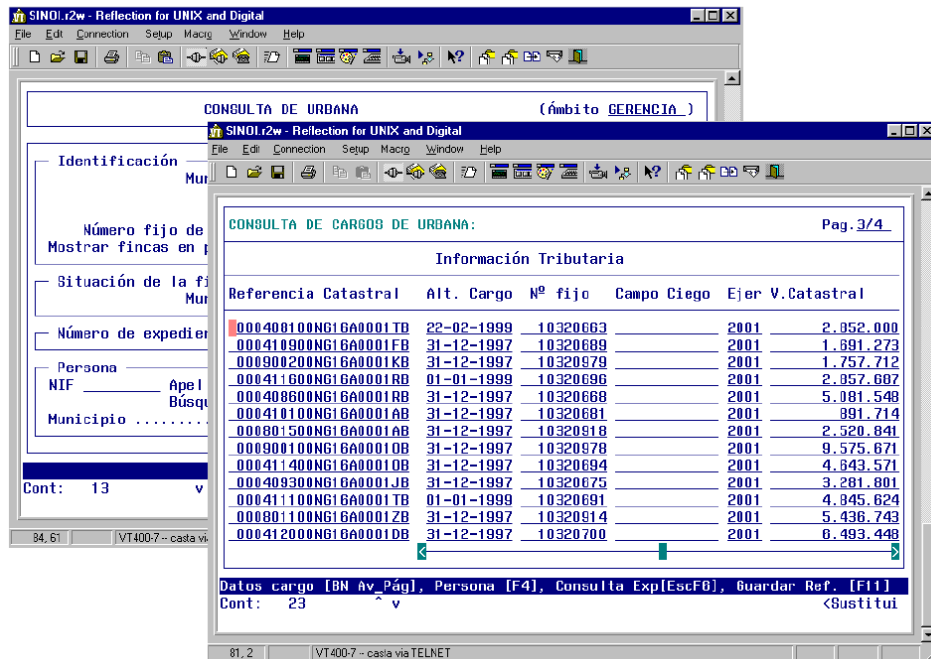 SINOI.r2w - Reflection for UNIX and Digital
File Edit Connection Setup Macro Window Help
CONSULTA DE URBANA (Ámbito GERENCIA )
Identificación
Mun
Número fijo de
Mostrar fincas en p
Situación de la fi
Mun
Número de expedien
Persona
NIF Apel
Búsqu
Municipio .........
Cont: 13 v
84, 61 VT400-7 -- casta vi
SINOI.r2w - Reflection for UNIX and Digital
File Edit Connection Setup Macro Window Help
CONSULTA DE CARGOS DE URBANA: Pag. 3/4
Información Tributaria
Referencia Catastral Alt. Cargo Nº fijo Campo Ciego Ejer V.Catastral
000408100NG16A0001TB 22-02-1999 10320663 2001 2.852.000
000410900NG16A0001FB 31-12-1997 10320689 2001 1.691.273
000900200NG16A0001KB 31-12-1997 10320979 2001 1.757.712
000411600NG16A0001RB 01-01-1999 10320696 2001 2.857.687
000408600NG16A0001RB 31-12-1997 10320668 2001 5.081.548
000410100NG16A0001AB 31-12-1997 10320681 2001 891.714
000801500NG16A0001AB 31-12-1997 10320918 2001 2.520.841
000900100NG16A0001OB 31-12-1997 10320978 2001 9.575.671
000411400NG16A0001OB 31-12-1997 10320694 2001 4.643.571
000409300NG16A0001JB 31-12-1997 10320675 2001 3.281.801
000411100NG16A0001TB 01-01-1999 10320691 2001 4.845.624
000801100NG16A0001ZB 31-12-1997 10320914 2001 5.436.743
000412000NG16A0001DB 31-12-1997 10320700 2001 6.493.448
Datos cargo [BN Av_Pág], Persona [F4], Consulta Exp[EscF6], Guardar Ref. [F11]
Cont: 23 ^ v <Sustitui
81, 2 VT400-7 -- casta via TELNET